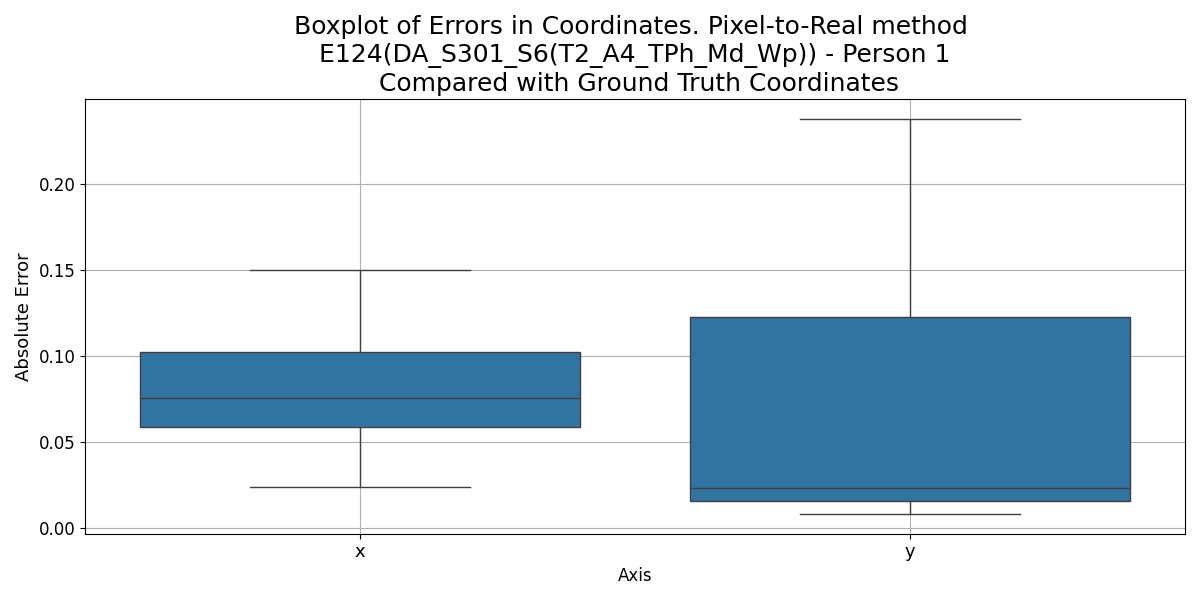 Boxplot of Errors in Coordinates. Pixel-to-Real method
E124(DA_S301_S6(T2_A4_TPh_Md_Wp)) - Person 1
Compared with Ground Truth Coordinates
Absolute Error
0.20
0.15
0.10
0.05
0.00
x
y
Axis